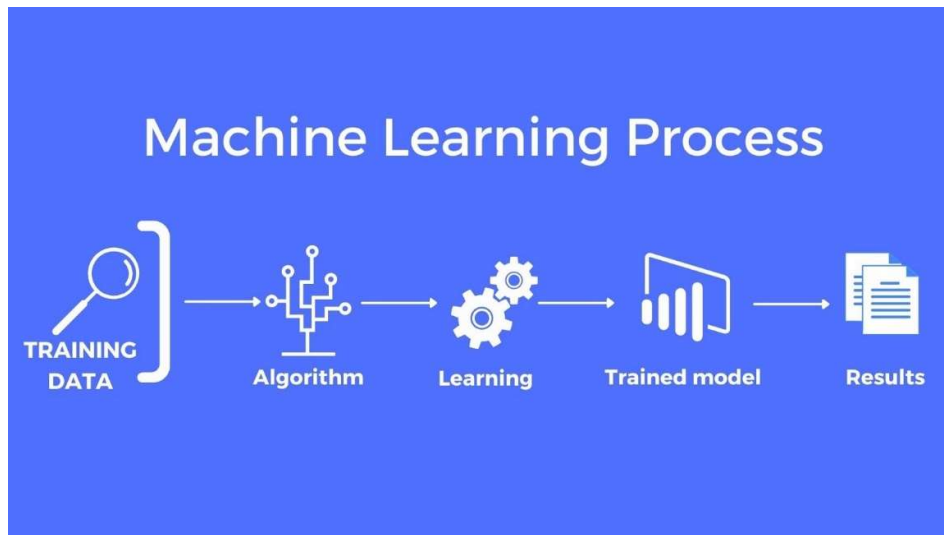 Machine Learning Process
TRAINING
DATA
Algorithm
Learning
Trained model
Results